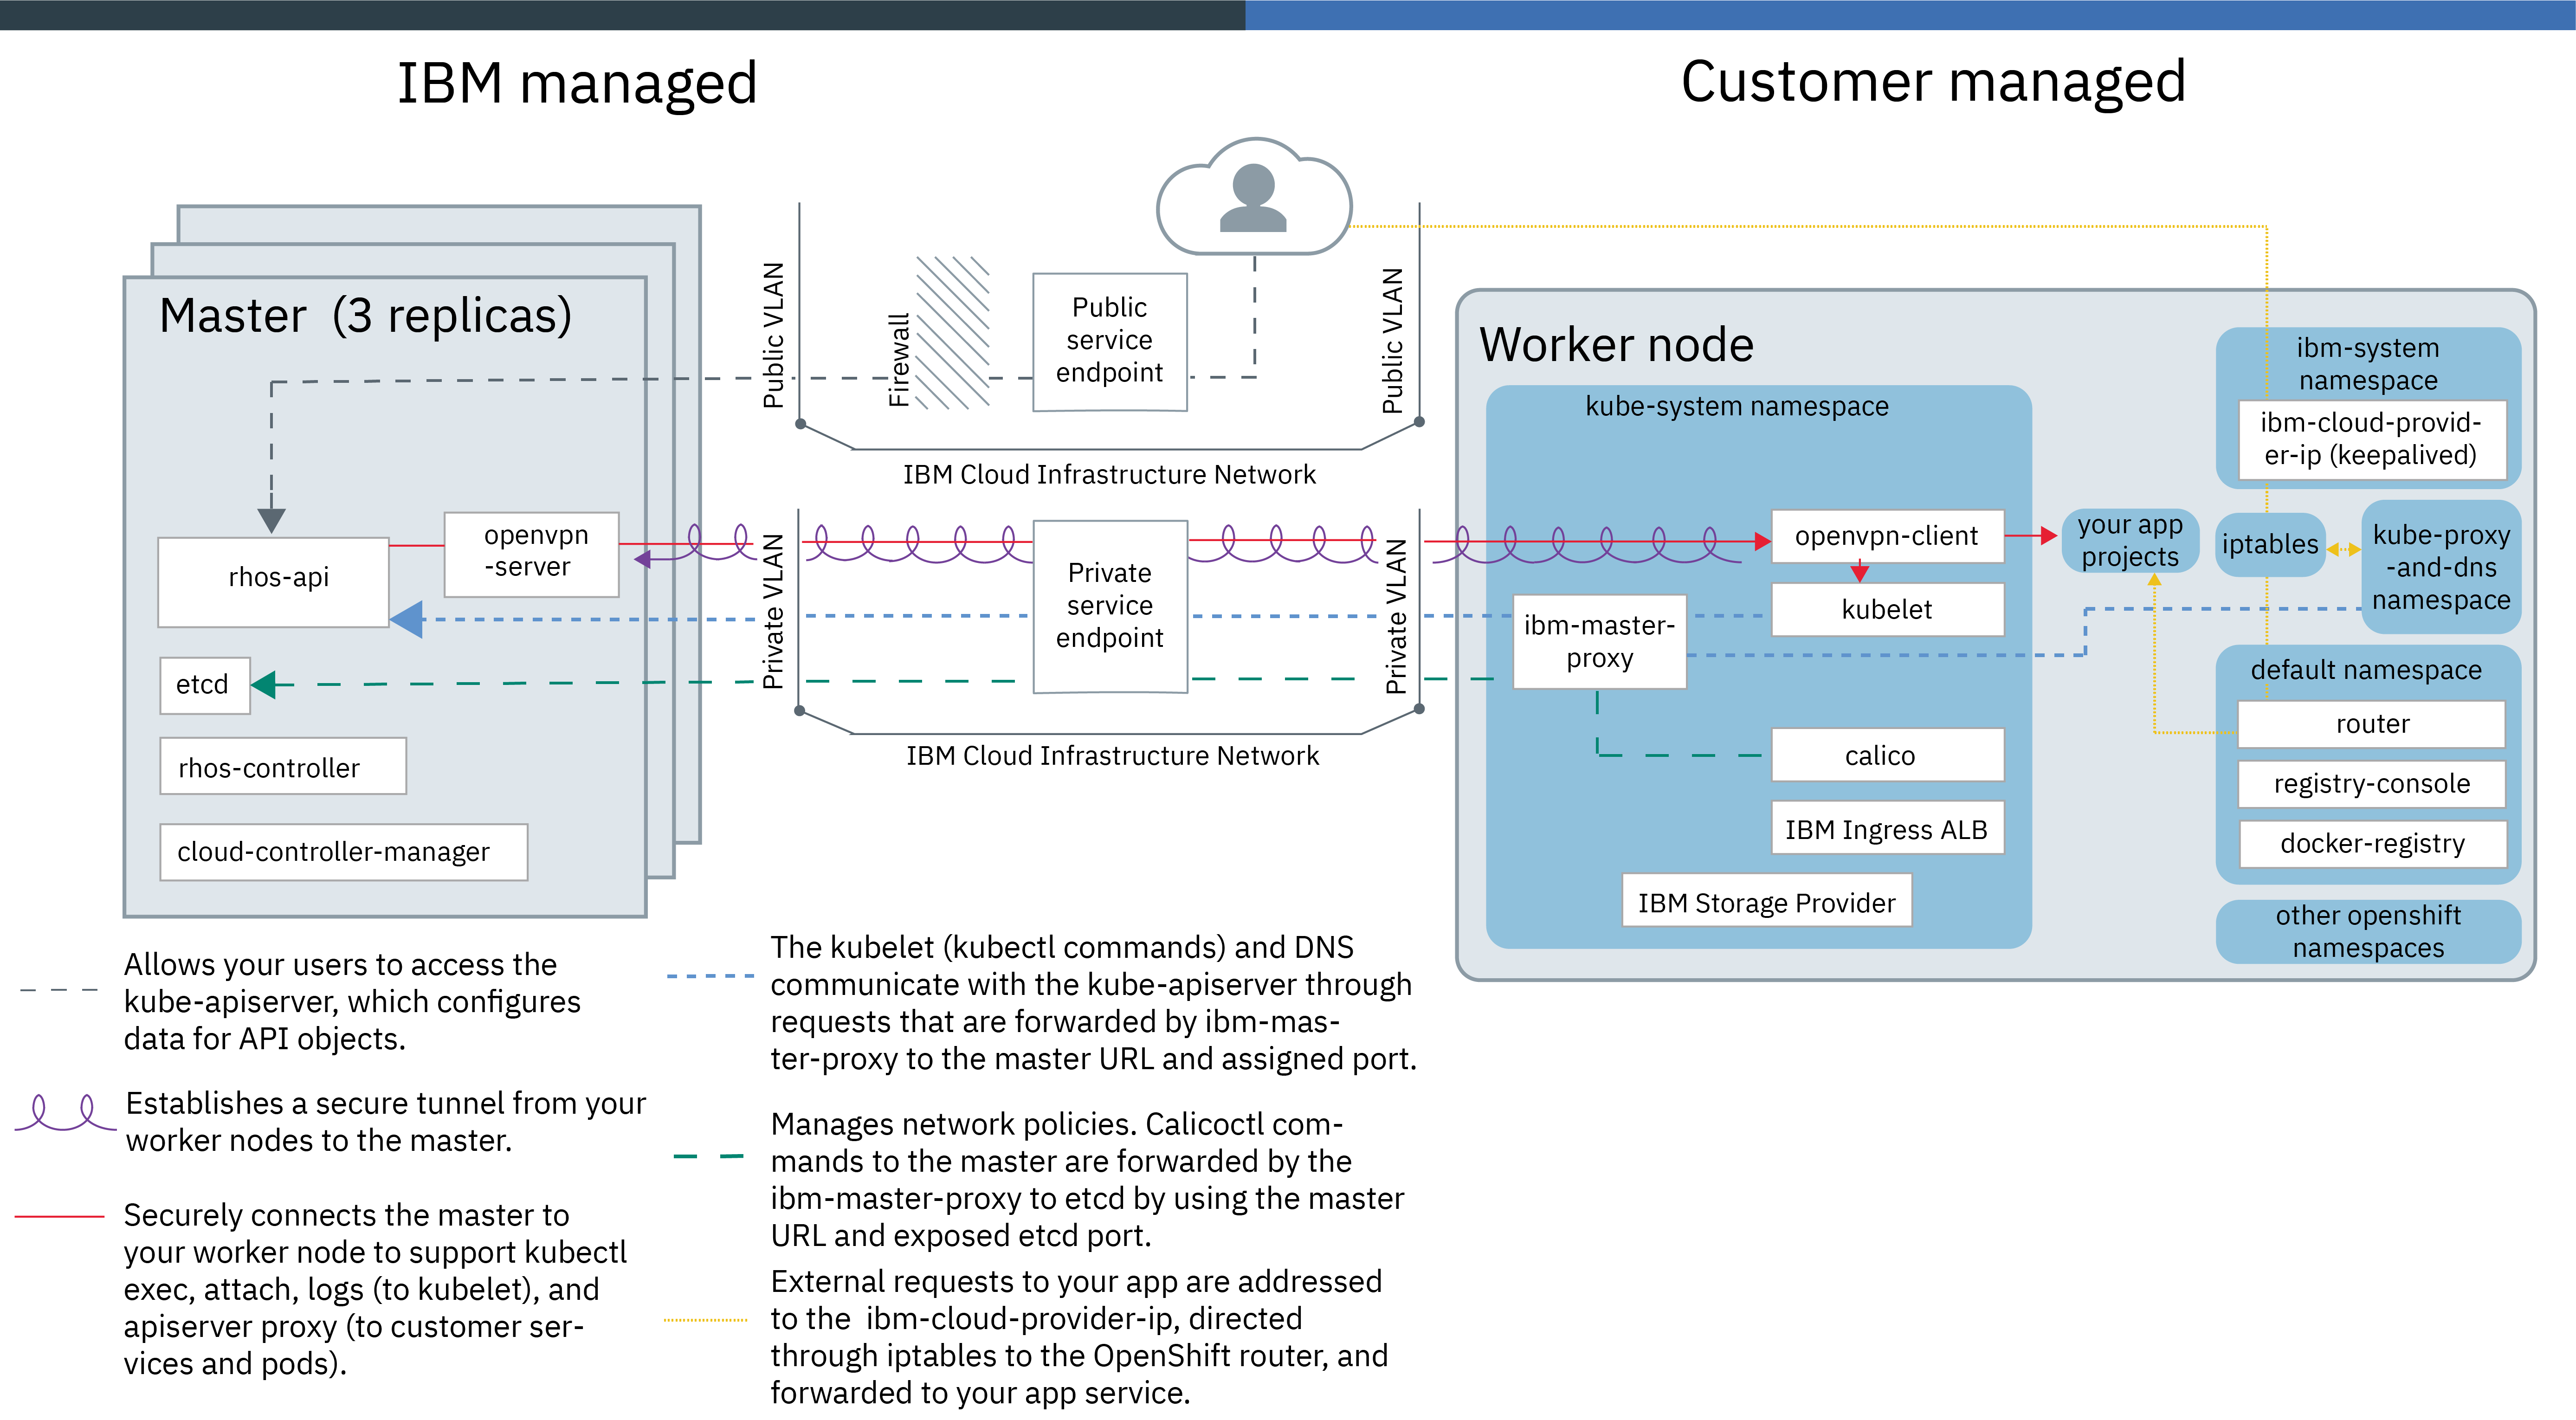 IBM managed
Customer managed
Master (3 replicas)
rhos-api
openvpn
-server
etcd
rhos-controller
cloud-controller-manager
Public VLAN
Firewall
Public
service
endpoint
Public VLAN
IBM Cloud Infrastructure Network
Private VLAN
Private
service
endpoint
Private VLAN
IBM Cloud Infrastructure Network
Worker node
kube-system namespace
openvpn-client
kubelet
ibm-master-
proxy
calico
IBM Ingress ALB
IBM Storage Provider
your app
projects
ibm-system
namespace
ibm-cloud-provid-
er-ip (keepalived)
iptables
kube-proxy
-and-dns
namespace
default namespace
router
registry-console
docker-registry
other openshift
namespaces
Allows your users to access the
kube-apiserver, which configures
data for API objects.
Establishes a secure tunnel from your
worker nodes to the master.
Securely connects the master to
your worker node to support kubectl
exec, attach, logs (to kubelet), and
apiserver proxy (to customer ser-
vices and pods).
The kubelet (kubectl commands) and DNS
communicate with the kube-apiserver through
requests that are forwarded by ibm-mas-
ter-proxy to the master URL and assigned port.
Manages network policies. Calicoctl com-
mands to the master are forwarded by the
ibm-master-proxy to etcd by using the master
URL and exposed etcd port.
External requests to your app are addressed
to the ibm-cloud-provider-ip, directed
through iptables to the OpenShift router, and
forwarded to your app service.